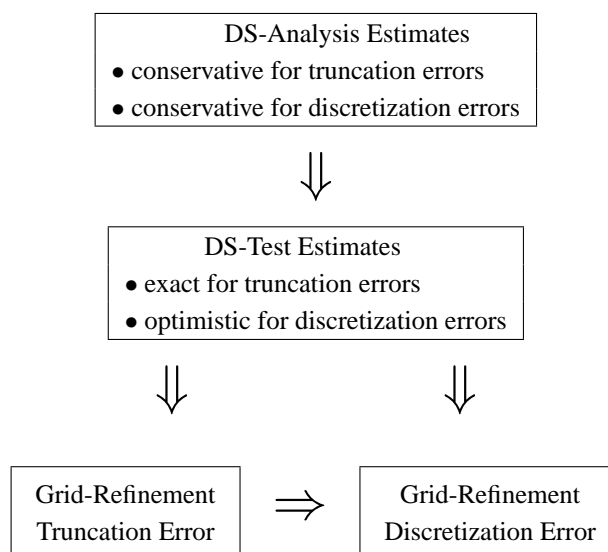 DS-Analysis Estimates
• conservative for truncation errors
• conservative for discretization errors
⇓
DS-Test Estimates
• exact for truncation errors
• optimistic for discretization errors
⇓ ⇓
Grid-Refinement
Truncation Error
⇒
Grid-Refinement
Discretization Error